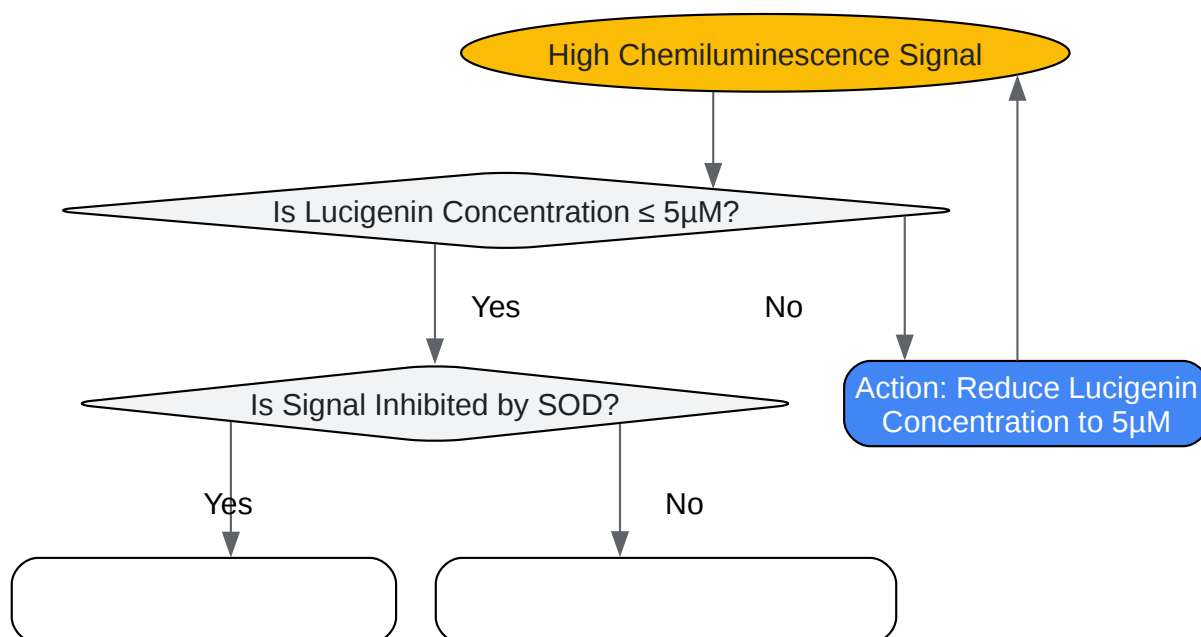 High Chemiluminescence Signal
Is Lucigenin Concentration ≤ 5µM?
Yes
No
Is Signal Inhibited by SOD?
Action: Reduce Lucigenin
Concentration to 5µM
Yes
No